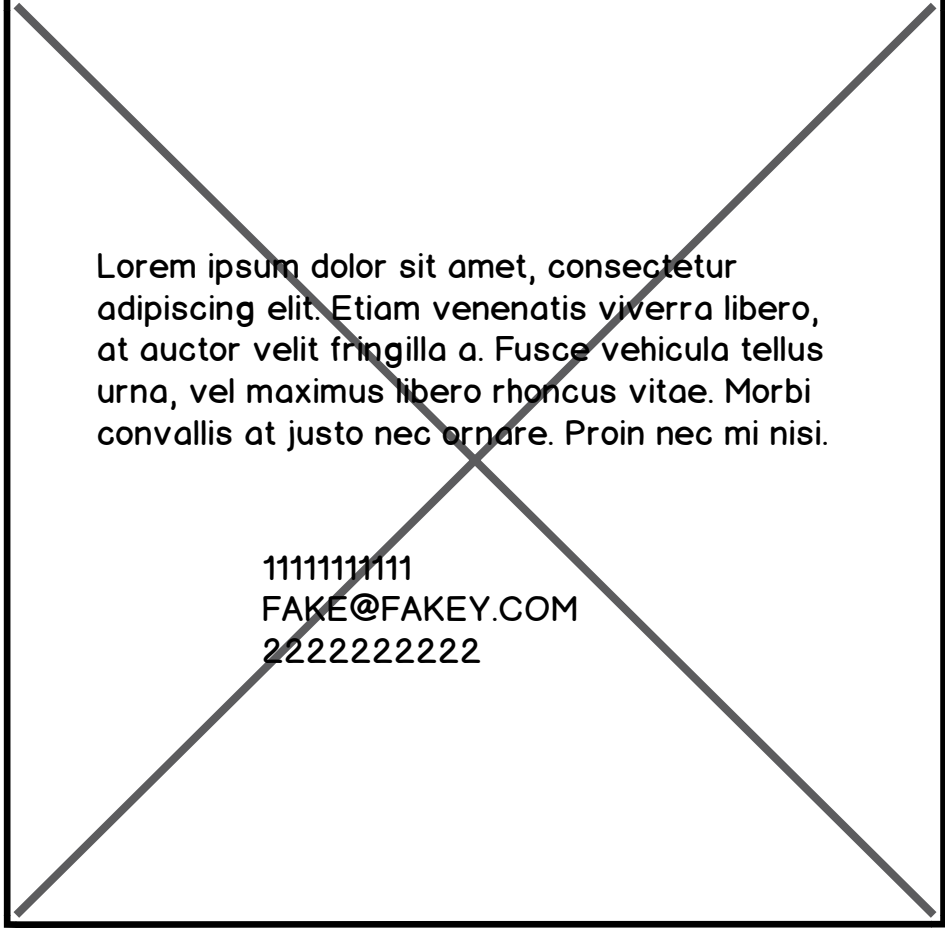 Lorem ipsum dolor sit amet, consectetur
adipiscing elit. Etiam venenatis viverra libero,
at auctor velit fringilla a. Fusce vehicula tellus
urna, vel maximus libero rhoncus vitae. Morbi
convallis at justo nec ornare. Proin nec mi nisi.
11111111111
FAKE@FAKEY.COM
2222222222